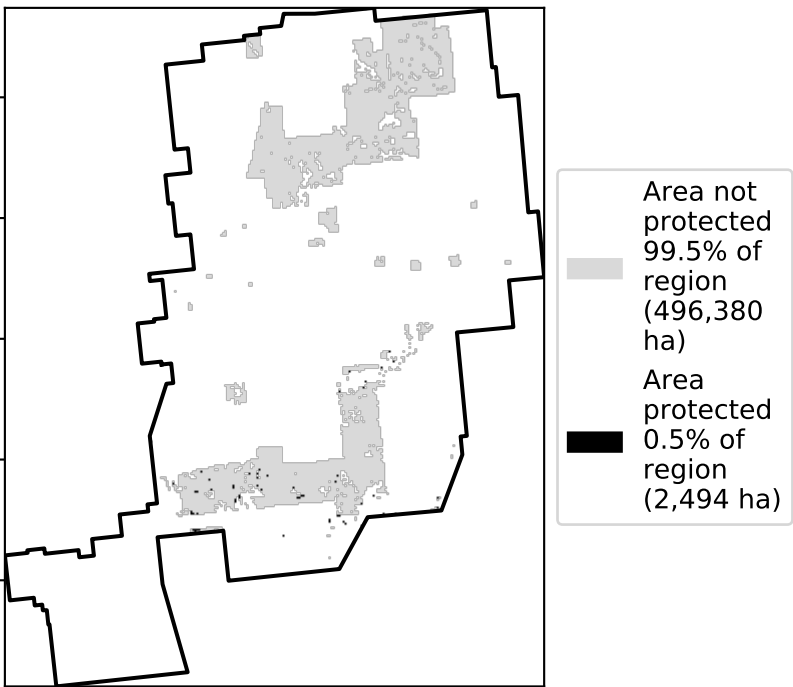 Area not
protected
99.5% of
region
(496,380
ha)
Area
protected
0.5% of
region
(2,494 ha)